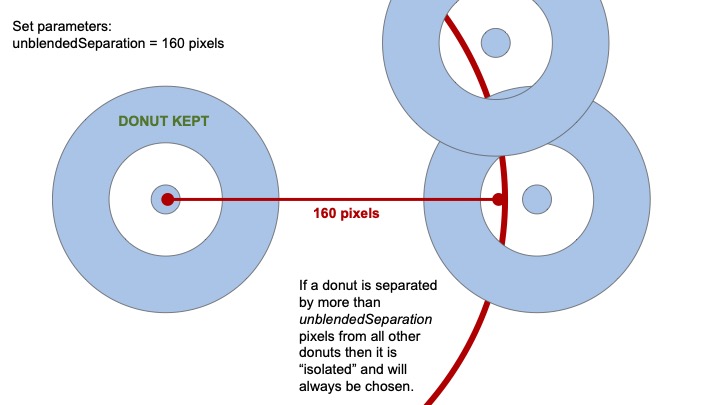 Set parameters:
unblendedSeparation = 160 pixels
DONUT KEPT
160 pixels
If a donut is separated
by more than
unblendedSeparation
pixels from all other
donuts then it is
“isolated” and will
always be chosen.